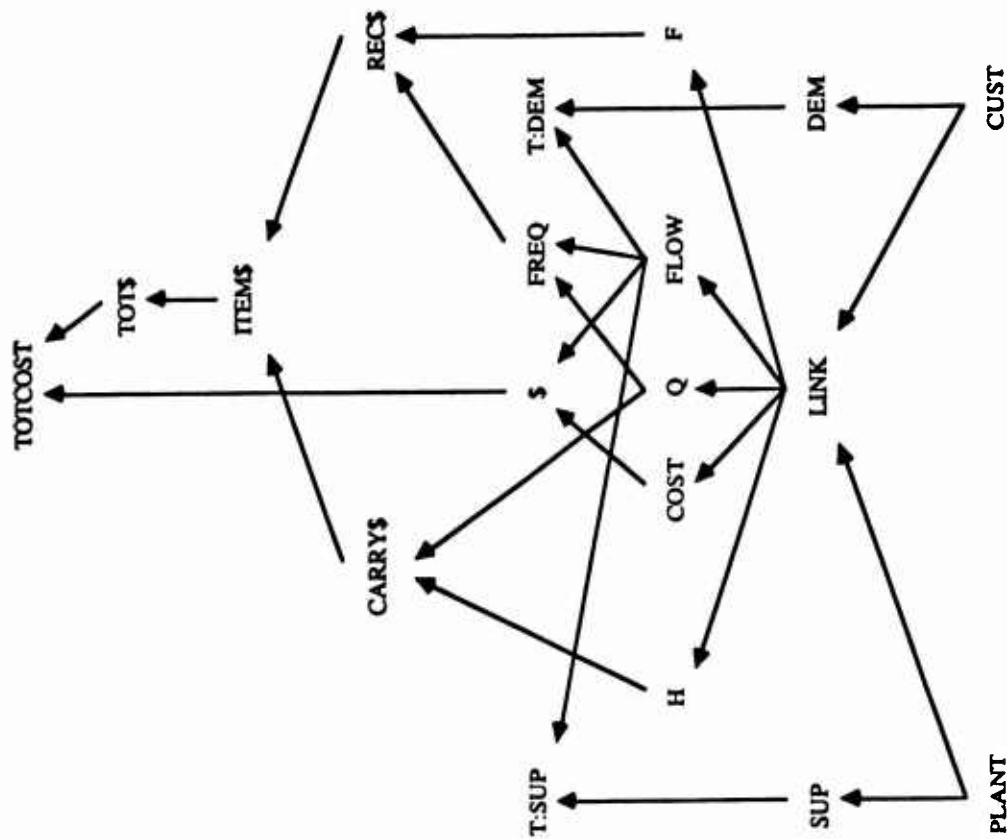 TOTCOST
TOT$
ITEM$
CARRY$
REC$
T:SUP
$
FREQ
T:DEM
H
COST
Q
FLOW
F
SUP
LINK
DEM
PLANT
CUST